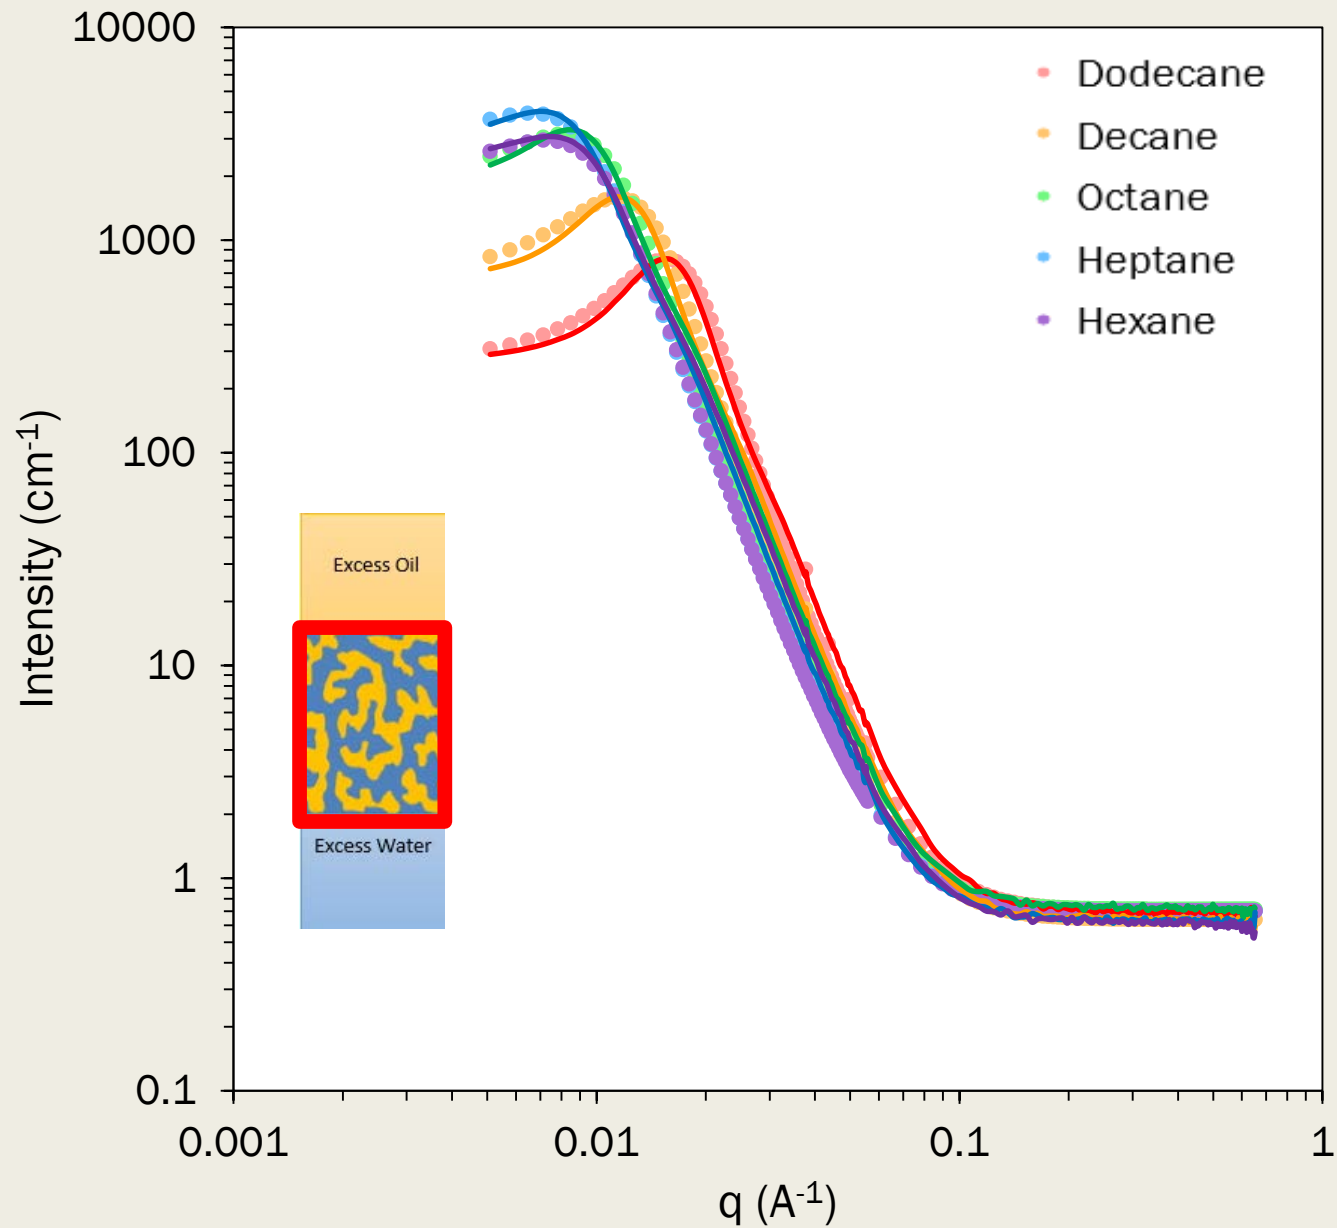 10000
1000
100
10
1
0.1
0.001
0.01
0.1
1
Intensity (cm-1)
q (A-1)
Dodecane
Decane
Octane
Heptane
Hexane
Excess Oil
Excess Water